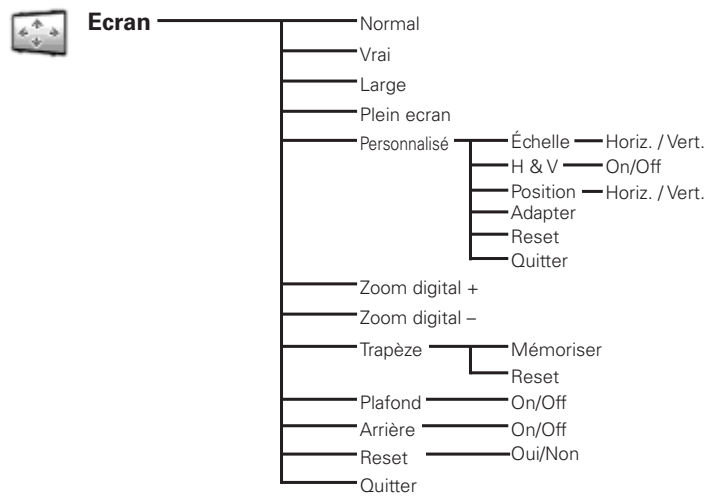 Ecran
Normal
Vrai
Large
Plein ecran
Personnalisé
Échelle Horiz. / Vert.
H & V On/Off
Position Horiz. / Vert.
Adapter
Reset
Quitter
Zoom digital +
Zoom digital –
Trapèze Mémoriser
Reset
Plafond On/Off
Arrière On/Off
Reset Oui/Non
Quitter